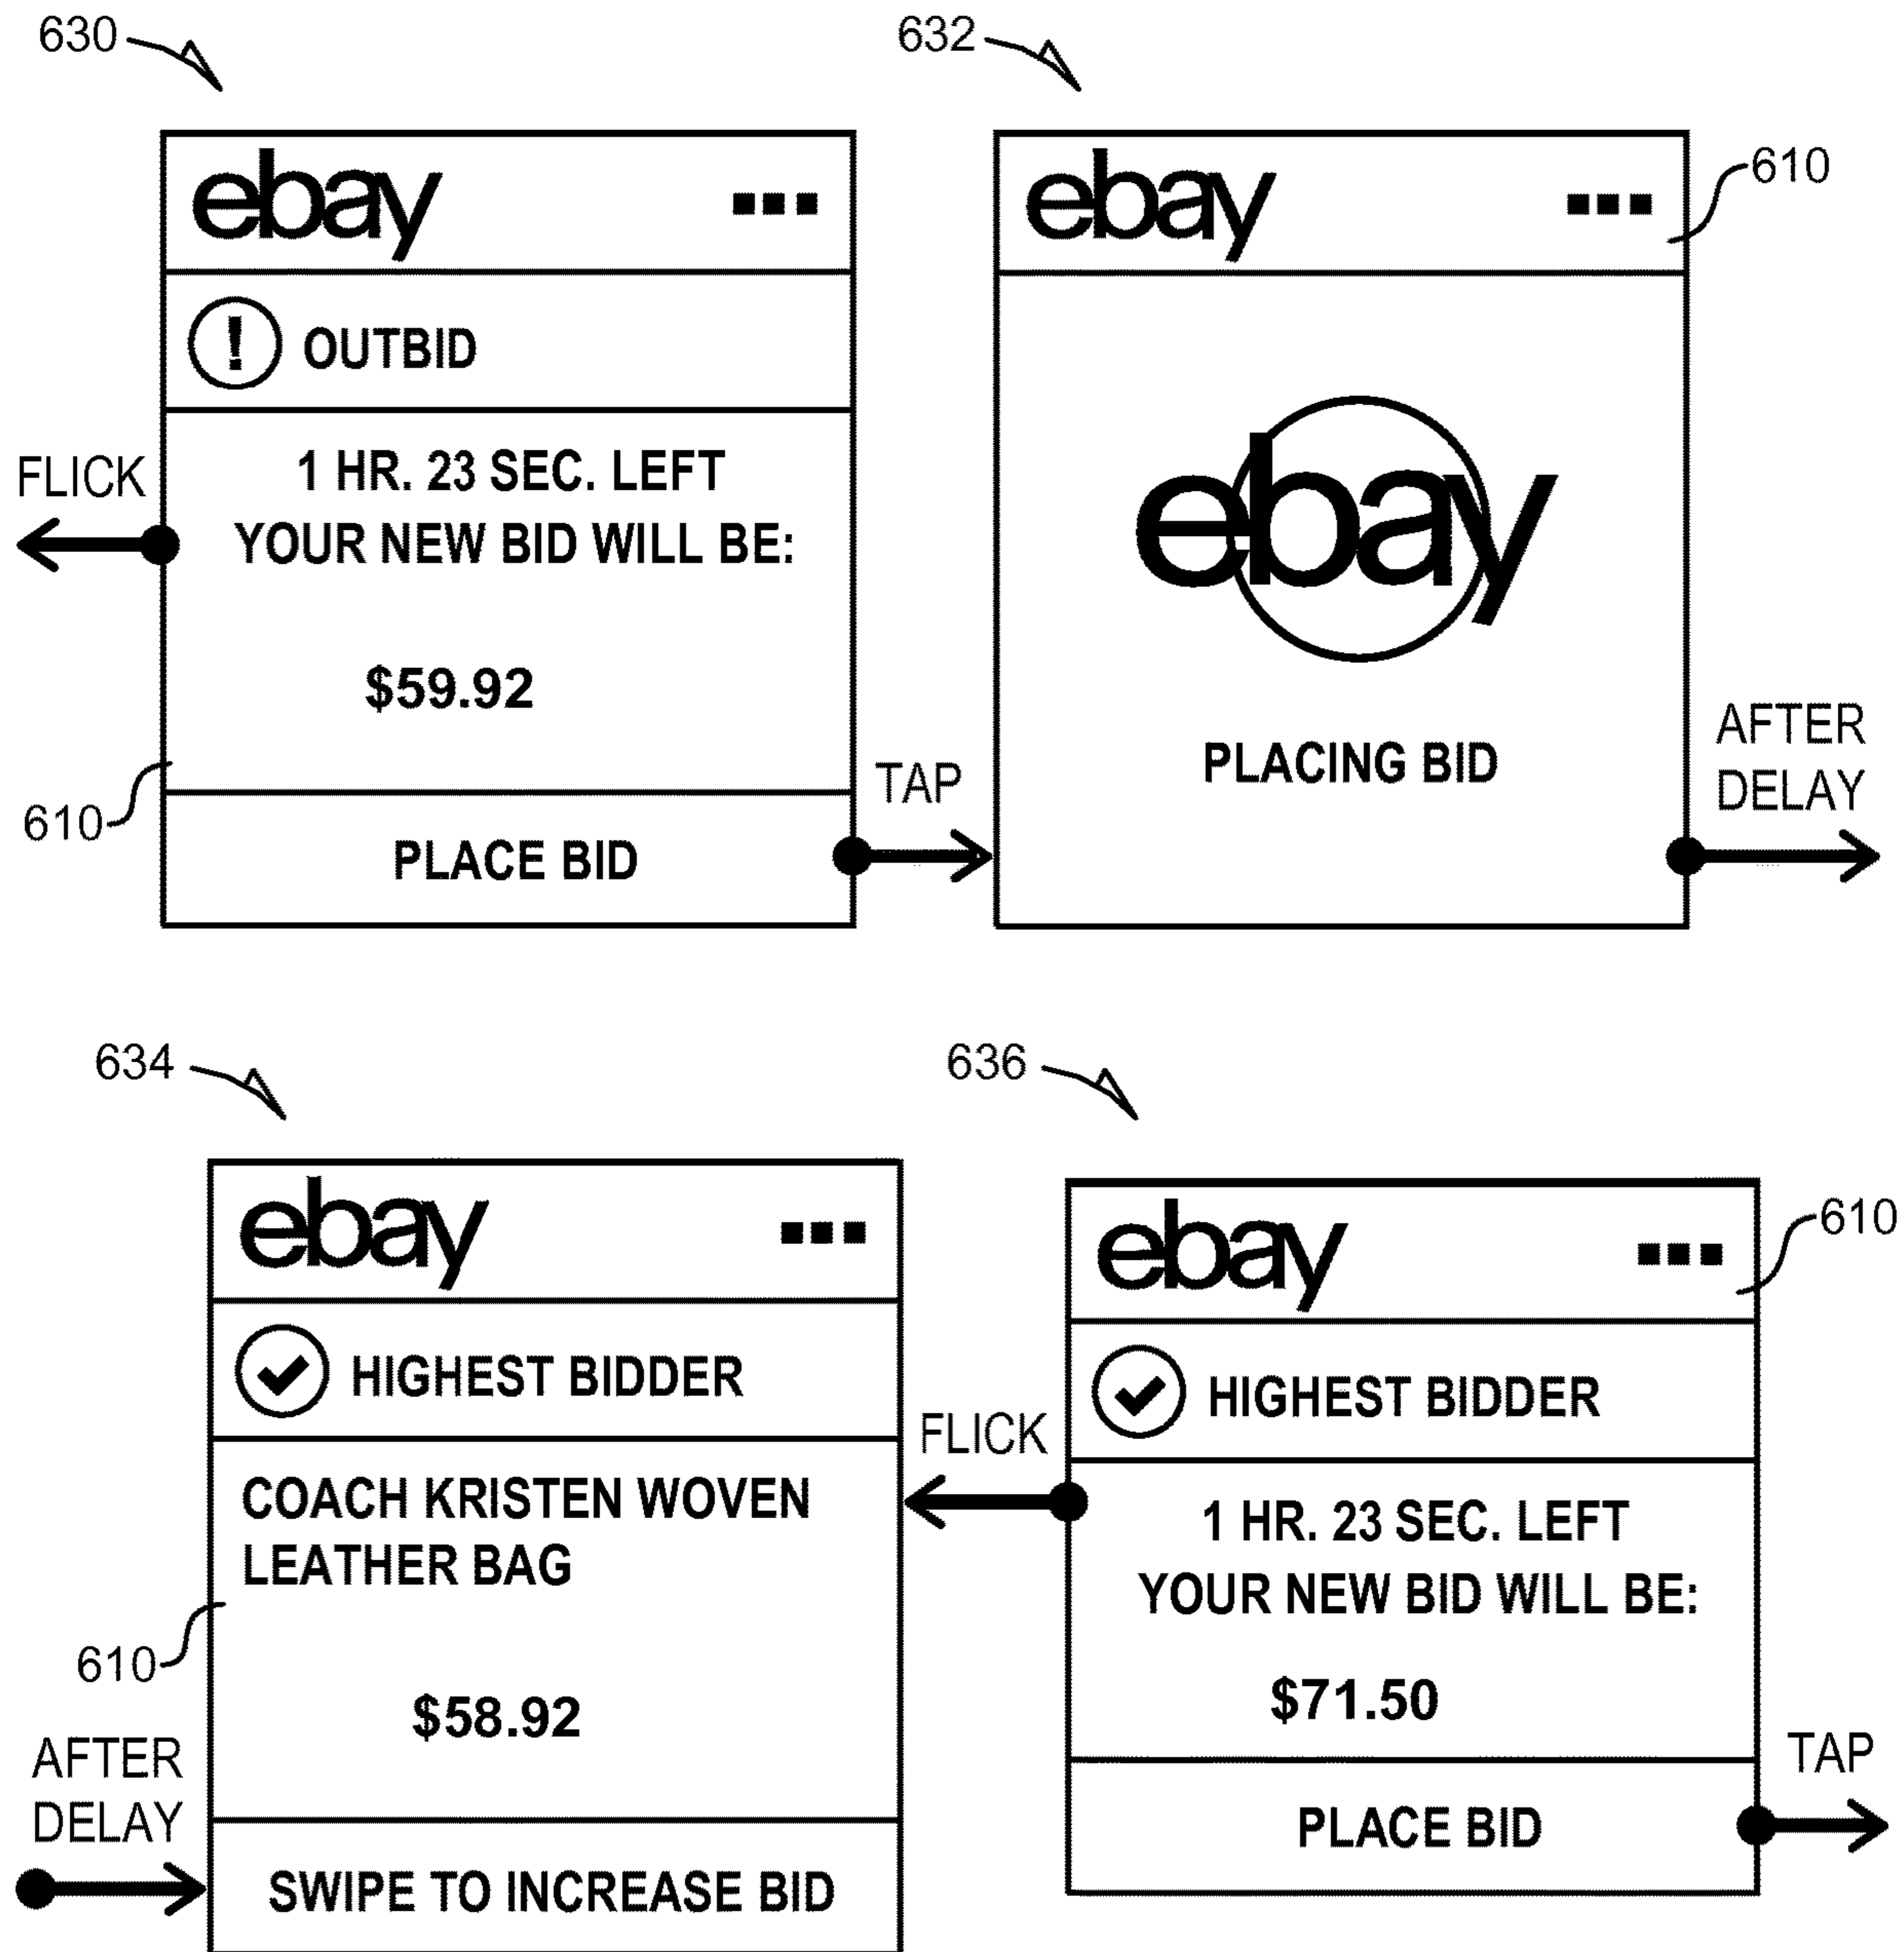 630
632
ebay
ebay
610
! OUTBID
FLICK
1 HR. 23 SEC. LEFT
YOUR NEW BID WILL BE:
$59.92
ebay
PLACING BID
AFTER
DELAY
TAP
610
PLACE BID
634
636
ebay
ebay
610
HIGHEST BIDDER
HIGHEST BIDDER
FLICK
COACH KRISTEN WOVEN
LEATHER BAG
1 HR. 23 SEC. LEFT
YOUR NEW BID WILL BE:
610
$58.92
$71.50
AFTER
DELAY
TAP
PLACE BID
SWIPE TO INCREASE BID